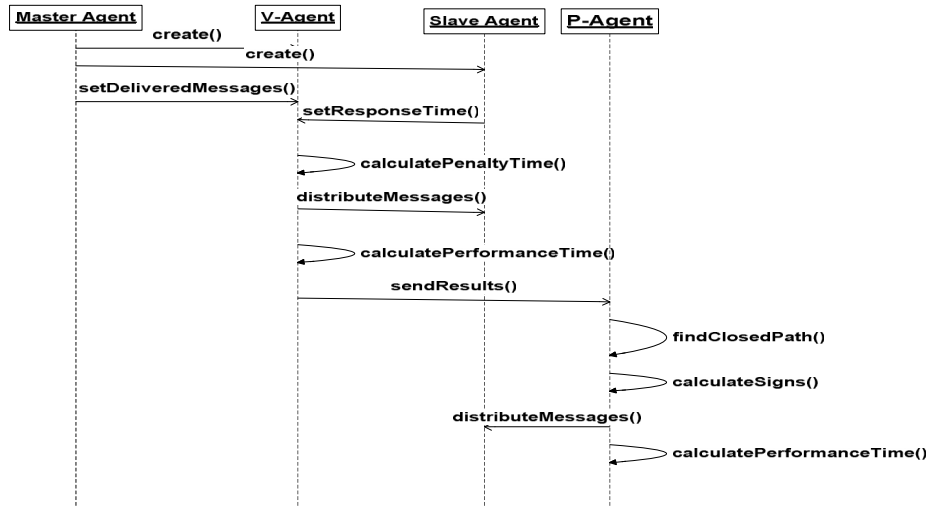 Master Agent V-Agent Slave Agent P-Agent
create()
create()
setDeliveredMessages()
setResponseTime()
calculatePenaltyTime()
distributeMessages()
calculatePerformanceTime()
sendResults()
findClosedPath()
calculateSigns()
distributeMessages()
calculatePerformanceTime()